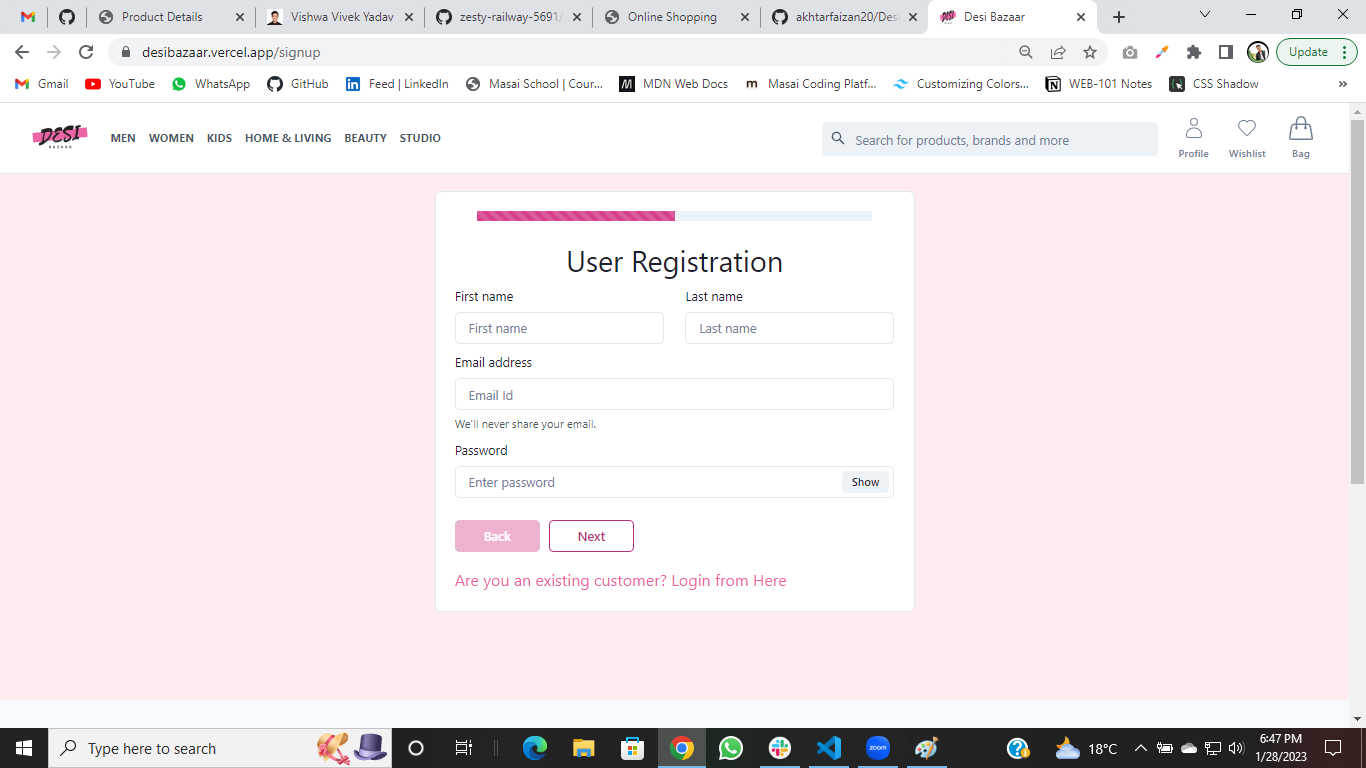 Product Details
Vishwa Vivek Yadav
zesty-railway-5691/
Online Shopping
akhtarfaizan20/Desi
Desi Bazaar
desibazaar.vercel.app/signup
Update
Gmail
YouTube
WhatsApp
GitHub
Feed | LinkedIn
Masai School | Cour...
MDN Web Docs
Masai Coding Platf...
Customizing Colors...
WEB-101 Notes
CSS Shadow
DESI
BAZAAR
MEN
WOMEN
KIDS
HOME & LIVING
BEAUTY
STUDIO
Search for products, brands and more
Profile
Wishlist
Bag
User Registration
First name
Last name
First name
Last name
Email address
Email Id
We'll never share your email.
Password
Enter password
Show
Back
Next
Are you an existing customer? Login from Here
Type here to search
zoom
18°C
6:47 PM
1/28/2023